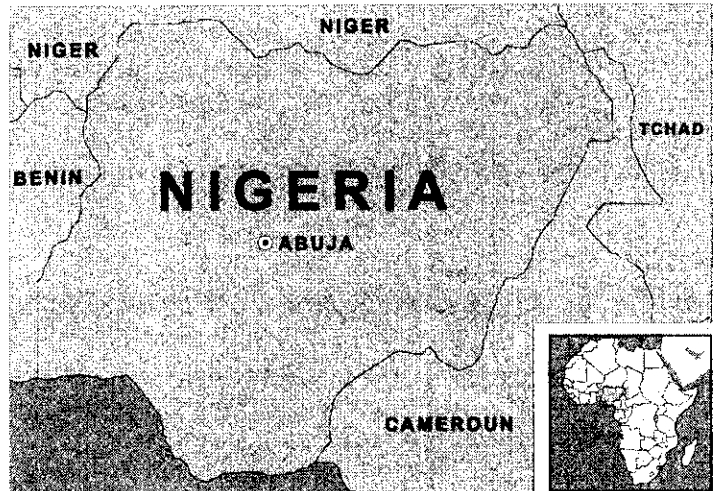 NIGER
NIGER
TCHAD
BENIN
NIGERIA
ABUJA
CAMEROUN